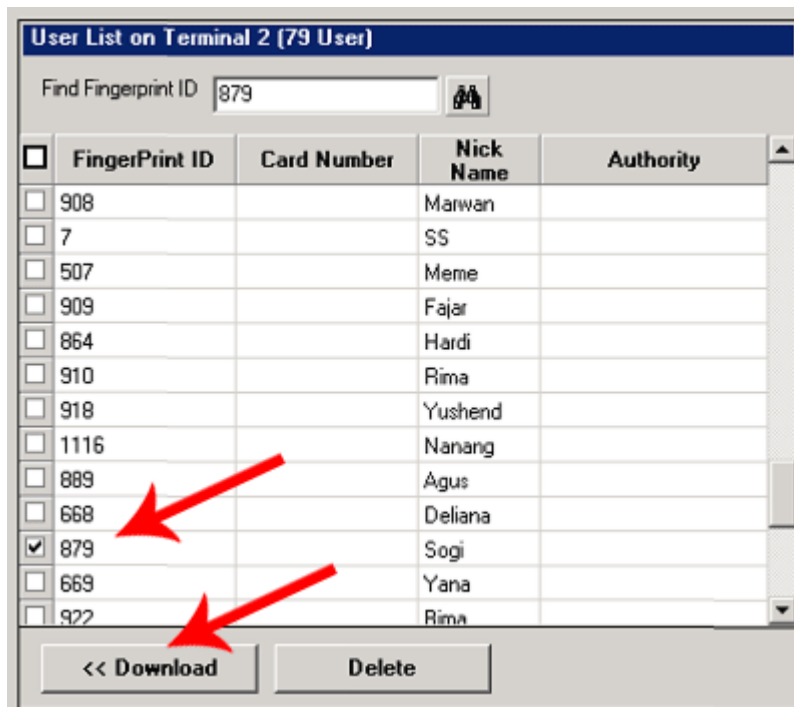 User List on Terminal 2 (79 User)
Find Fingerprint ID 879
FingerPrint ID Card Number Nick Name Authority
908 Marwan
7 SS
507 Meme
909 Fajar
864 Hardi
910 Rima
918 Yushend
1116 Nanang
889 Agus
668 Deliana
879 Sogi
669 Yana
922 Rima
<< Download Delete